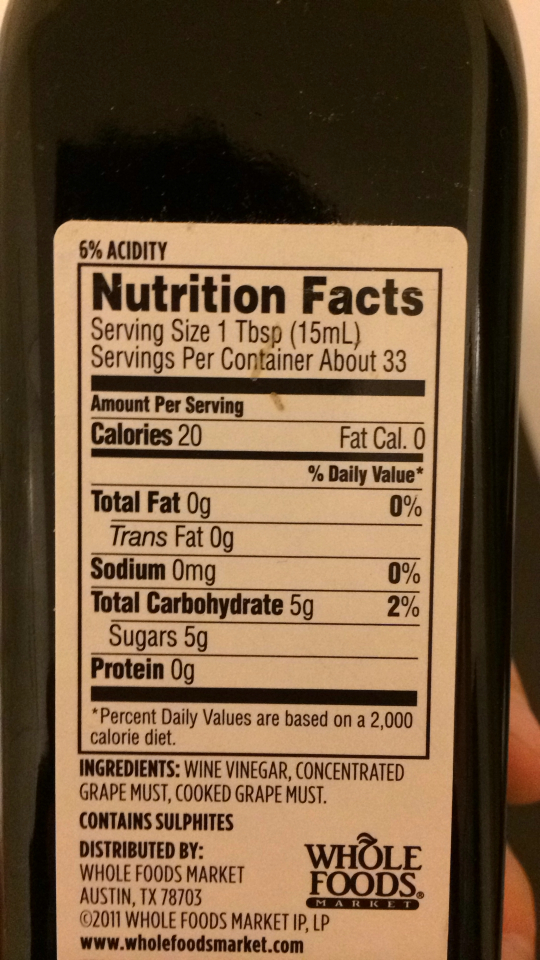 6% ACIDITY
Nutrition Facts
Serving Size 1 Tbsp (15mL)
Servings Per Container About 33
Amount Per Serving
Calories 20 Fat Cal. 0
% Daily Value*
Total Fat 0g 0%
Trans Fat 0g
Sodium 0mg 0%
Total Carbohydrate 5g 2%
Sugars 5g
Protein 0g
*Percent Daily Values are based on a 2,000
calorie diet.
INGREDIENTS: WINE VINEGAR, CONCENTRATED
GRAPE MUST, COOKED GRAPE MUST.
CONTAINS SULPHITES
DISTRIBUTED BY:
WHOLE FOODS MARKET
AUSTIN, TX 78703
©2011 WHOLE FOODS MARKET IP, LP
www.wholefoodsmarket.com
WHOLE
FOODS®
MARKET